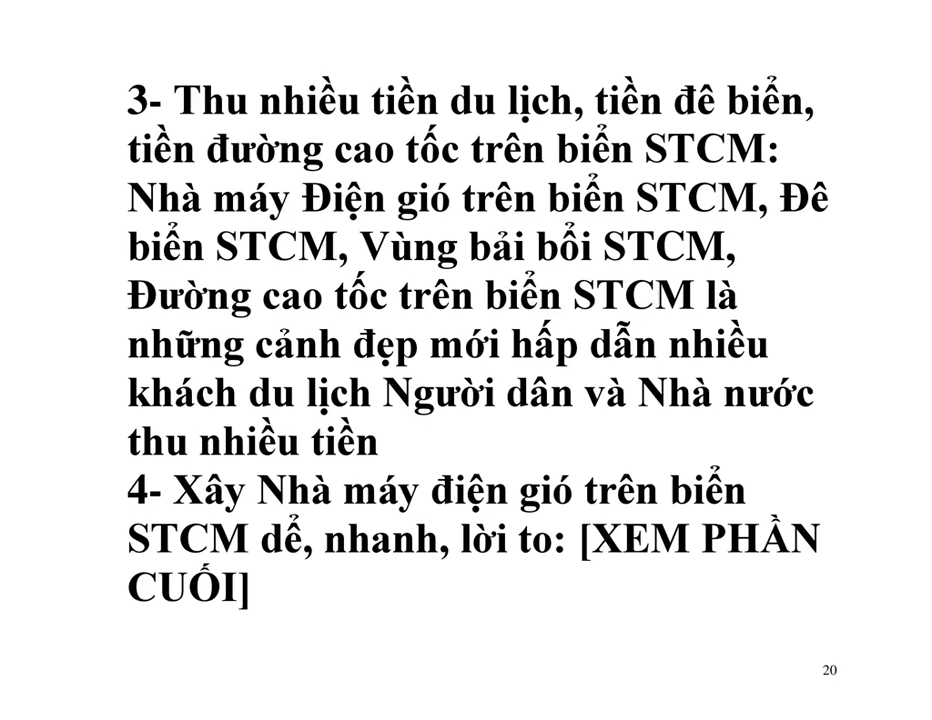 3- Thu nhiều tiền du lịch, tiền đê biển,
tiền đường cao tốc trên biển STCM:
Nhà máy Điện gió trên biển STCM, Đê
biển STCM, Vùng bải bổi STCM,
Đường cao tốc trên biển STCM là
những cảnh đẹp mới hấp dẫn nhiều
khách du lịch Người dân và Nhà nước
thu nhiều tiền
4- Xây Nhà máy điện gió trên biển
STCM dể, nhanh, lời to: [XEM PHẦN
CUỐI]
20